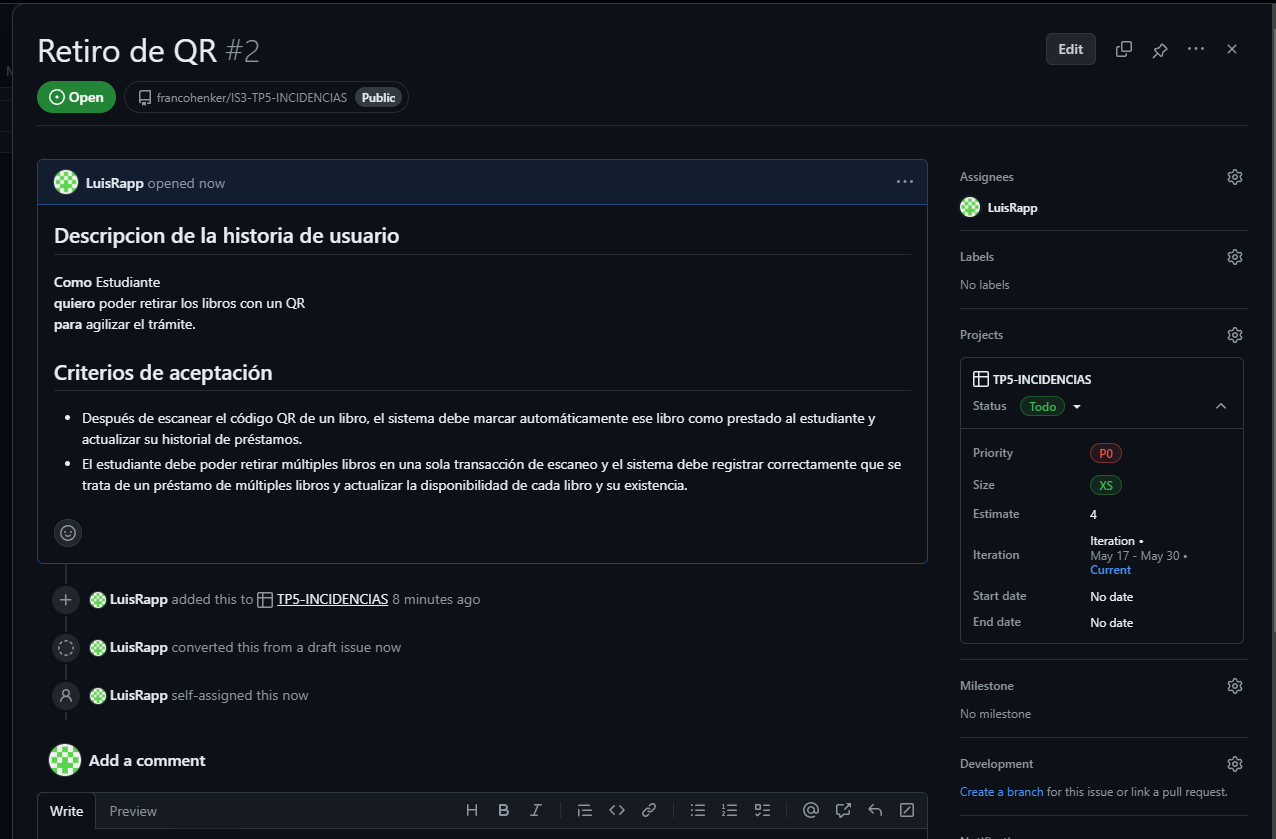 Retiro de QR #2
Edit
Open
francohenker/IS3-TP5-INCIDENCIAS Public
LuisRapp opened now
Descripcion de la historia de usuario
Como Estudiante
quiero poder retirar los libros con un QR
para agilizar el trámite.
Criterios de aceptación
Después de escanear el código QR de un libro, el sistema debe marcar automáticamente ese libro como prestado al estudiante y
actualizar su historial de préstamos.
El estudiante debe poder retirar múltiples libros en una sola transacción de escaneo y el sistema debe registrar correctamente que se
trata de un préstamo de múltiples libros y actualizar la disponibilidad de cada libro y su existencia.
LuisRapp added this to TP5-INCIDENCIAS 8 minutes ago
LuisRapp converted this from a draft issue now
LuisRapp self-assigned this now
Add a comment
Write Preview
Assignees
LuisRapp
Labels
No labels
Projects
TP5-INCIDENCIAS
Status Todo
Priority P0
Size XS
Estimate 4
Iteration Iteration •
May 17 - May 30 •
Current
Start date No date
End date No date
Milestone
No milestone
Development
Create a branch for this issue or link a pull request.